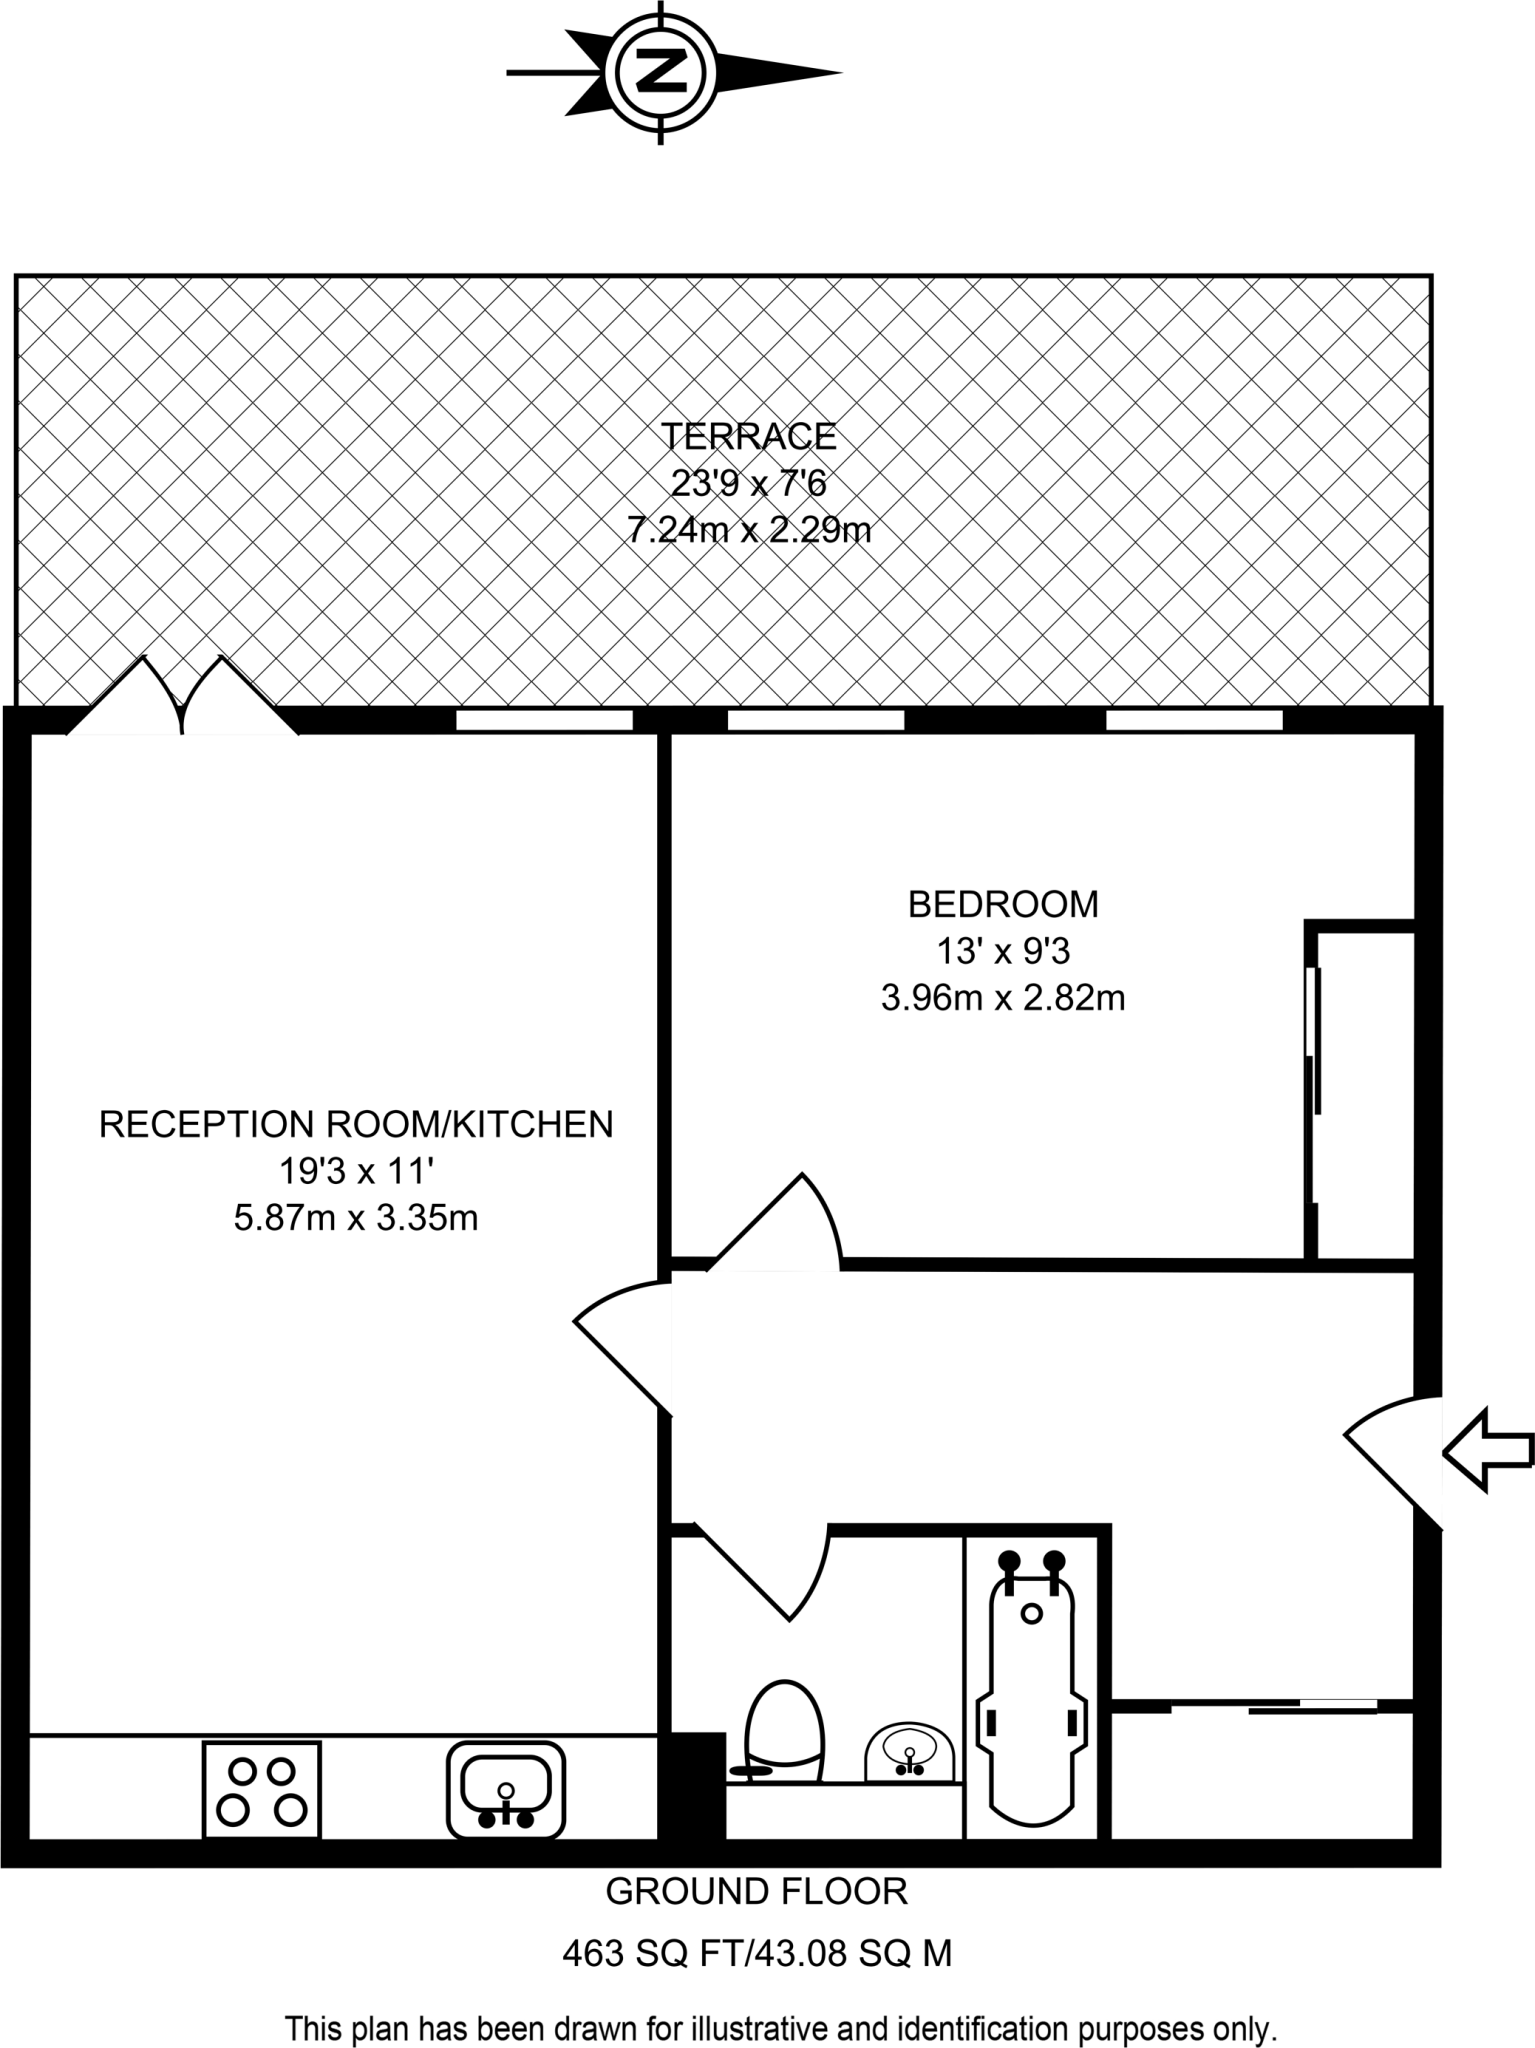 N
TERRACE
23'9 x 7'6
7.24m x 2.29m
BEDROOM
13' x 9'3
3.96m x 2.82m
RECEPTION ROOM/KITCHEN
19'3 x 11'
5.87m x 3.35m
GROUND FLOOR
463 SQ FT/43.08 SQ M
This plan has been drawn for illustrative and identification purposes only.